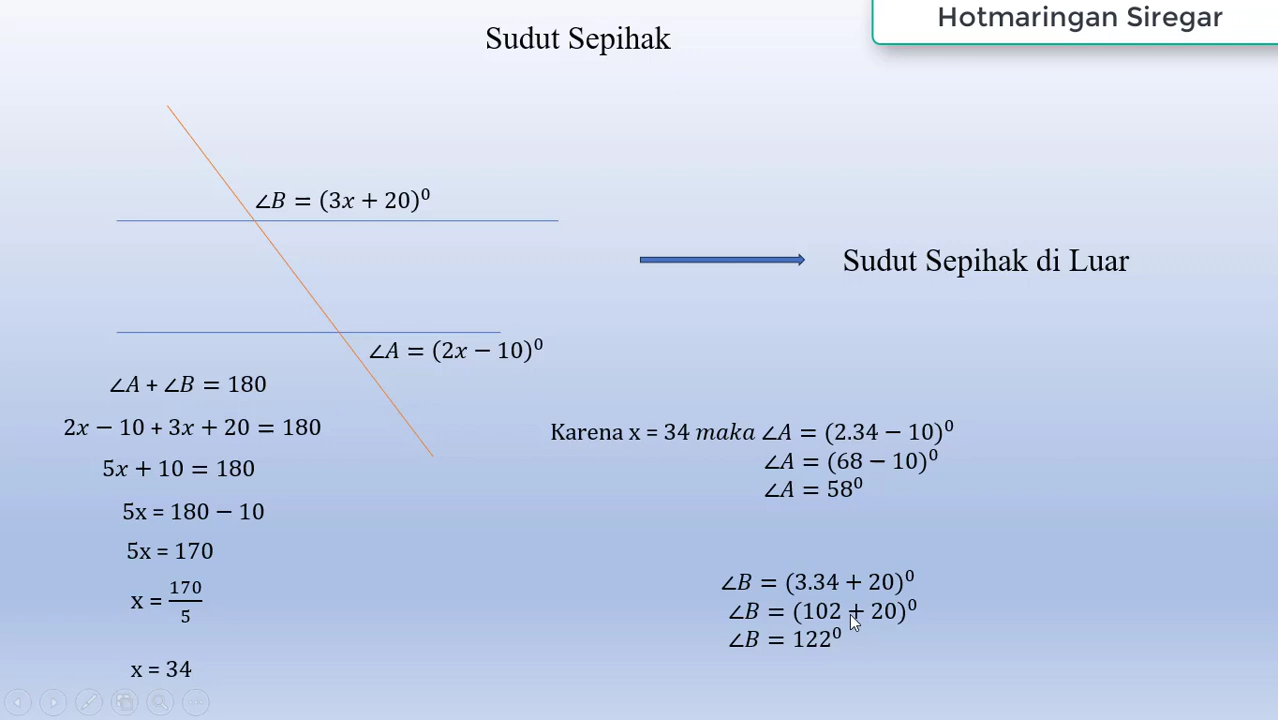 Hotmaringan Siregar
Sudut Sepihak
∠B = (3x + 20)⁰
Sudut Sepihak di Luar
∠A = (2x − 10)⁰
∠A + ∠B = 180
2x − 10 + 3x + 20 = 180
5x + 10 = 180
5x = 180 − 10
5x = 170
x = 170/5
x = 34
Karena x = 34 maka ∠A = (2.34 − 10)⁰
∠A = (68 − 10)⁰
∠A = 58⁰
∠B = (3.34 + 20)⁰
∠B = (102 + 20)⁰
∠B = 122⁰